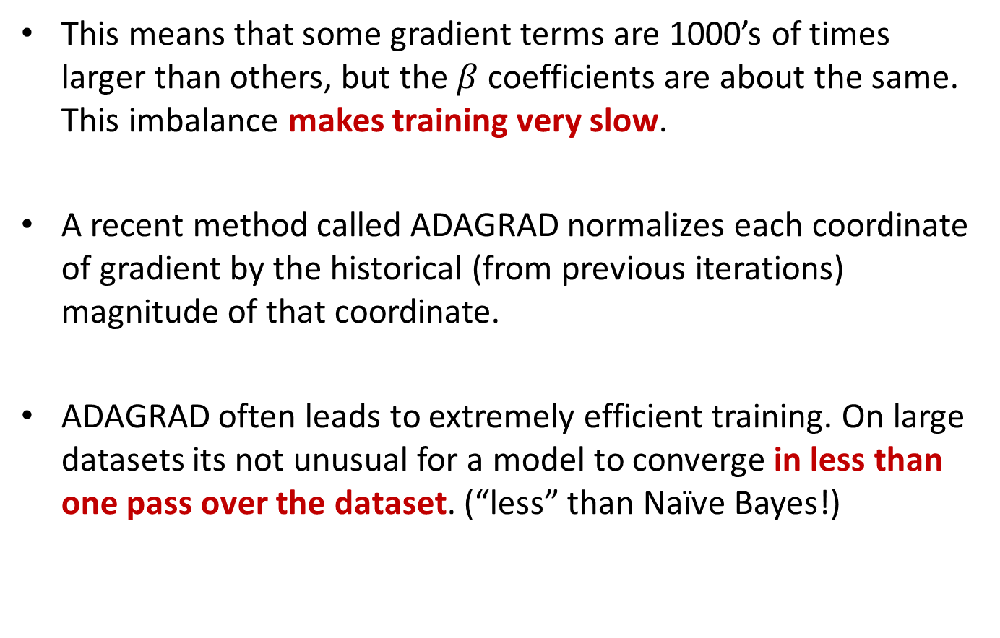 • This means that some gradient terms are 1000’s of times
larger than others, but the β coefficients are about the same.
This imbalance makes training very slow.
• A recent method called ADAGRAD normalizes each coordinate
of gradient by the historical (from previous iterations)
magnitude of that coordinate.
• ADAGRAD often leads to extremely efficient training. On large
datasets its not unusual for a model to converge in less than
one pass over the dataset. (“less” than Naïve Bayes!)